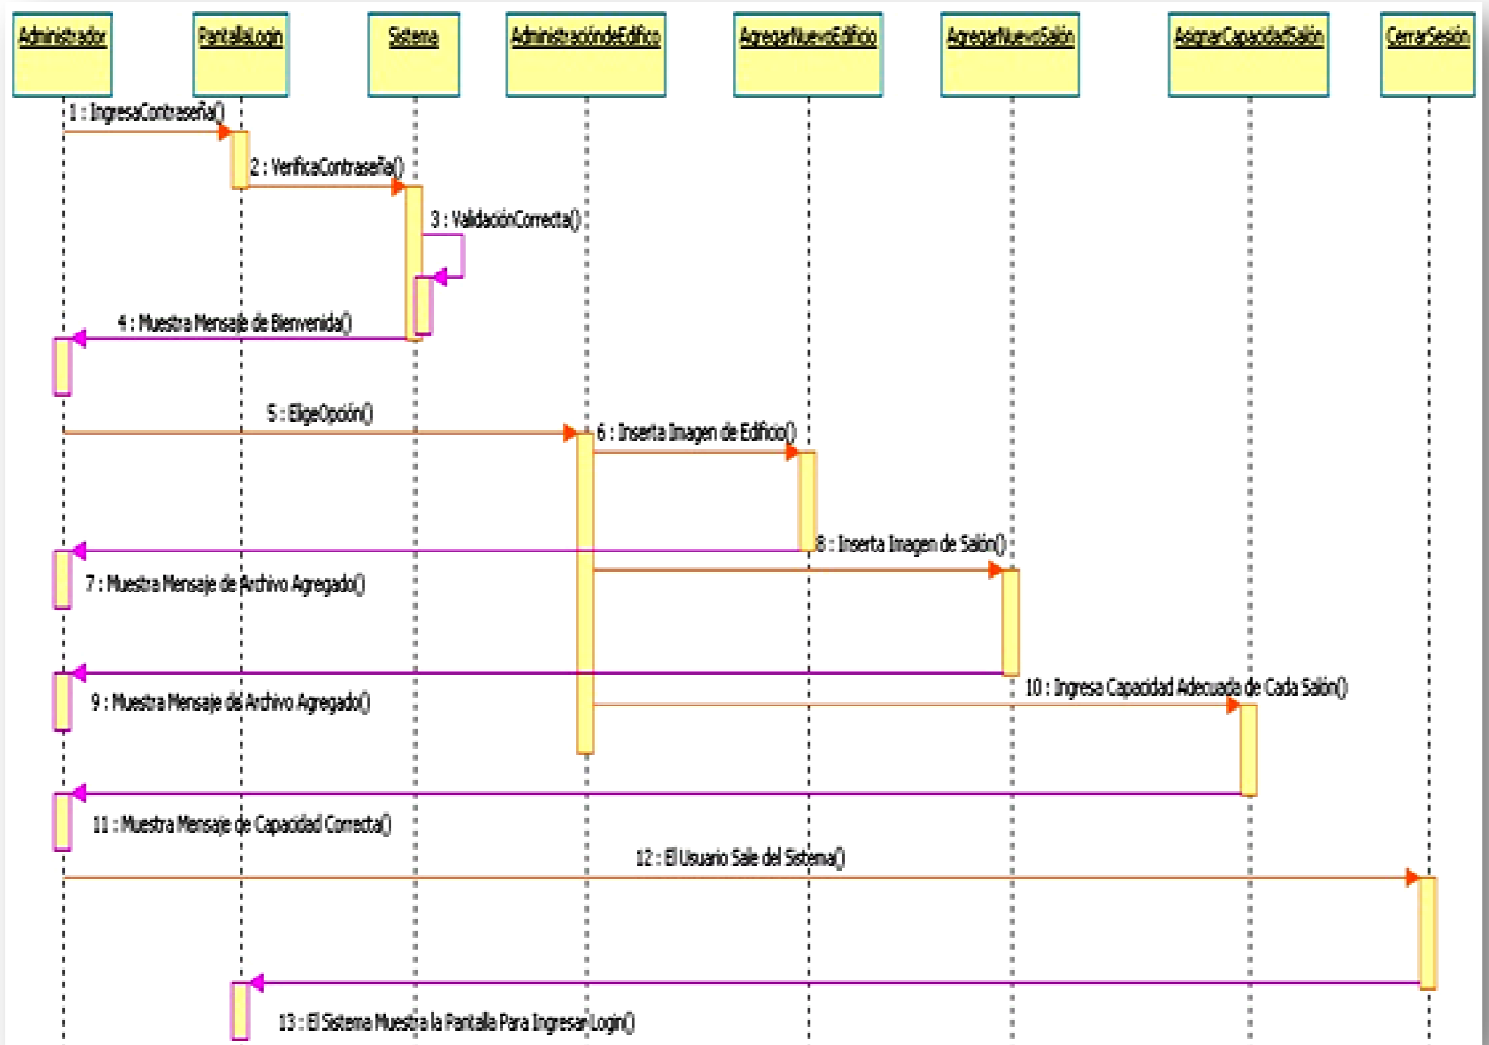 Administrador
PantallaLogin
Sistema
AdministracióndeEdifico
AgregarNuevoEdificio
AgregarNuevoSalón
AsignarCapacidadSalón
CerrarSesión
1 : IngresaContraseña()
2 : VerificaContraseña()
3 : ValidaciónCorrecta()
4 : Muestra Mensaje de Bienvenida()
5 : EligeOpción()
6 : Inserta Imagen de Edificio()
8 : Inserta Imagen de Salón()
7 : Muestra Mensaje de Archivo Agregado()
10 : Ingresa Capacidad Adecuada de Cada Salón()
9 : Muestra Mensaje de Archivo Agregado()
11 : Muestra Mensaje de Capacidad Correcta()
12 : El Usuario Sale del Sistema()
13 : El Sistema Muestra la Pantalla Para Ingresar Login()